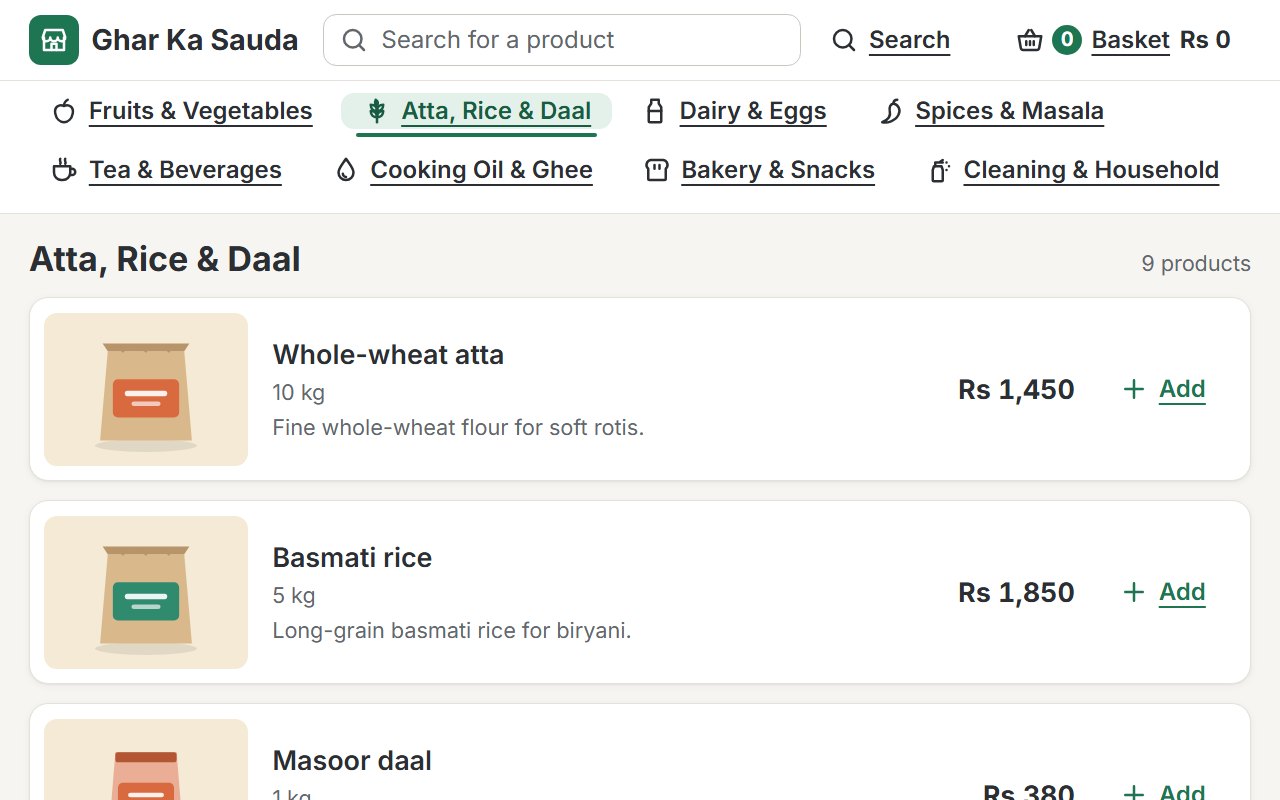 Ghar Ka Sauda
Search for a product
Search
0
Basket Rs 0
Fruits & Vegetables
Atta, Rice & Daal
Dairy & Eggs
Spices & Masala
Tea & Beverages
Cooking Oil & Ghee
Bakery & Snacks
Cleaning & Household
Atta, Rice & Daal
9 products
Whole-wheat atta
10 kg
Fine whole-wheat flour for soft rotis.
Rs 1,450
+ Add
Basmati rice
5 kg
Long-grain basmati rice for biryani.
Rs 1,850
+ Add
Masoor daal
1 kg
Rs 380
+ Add